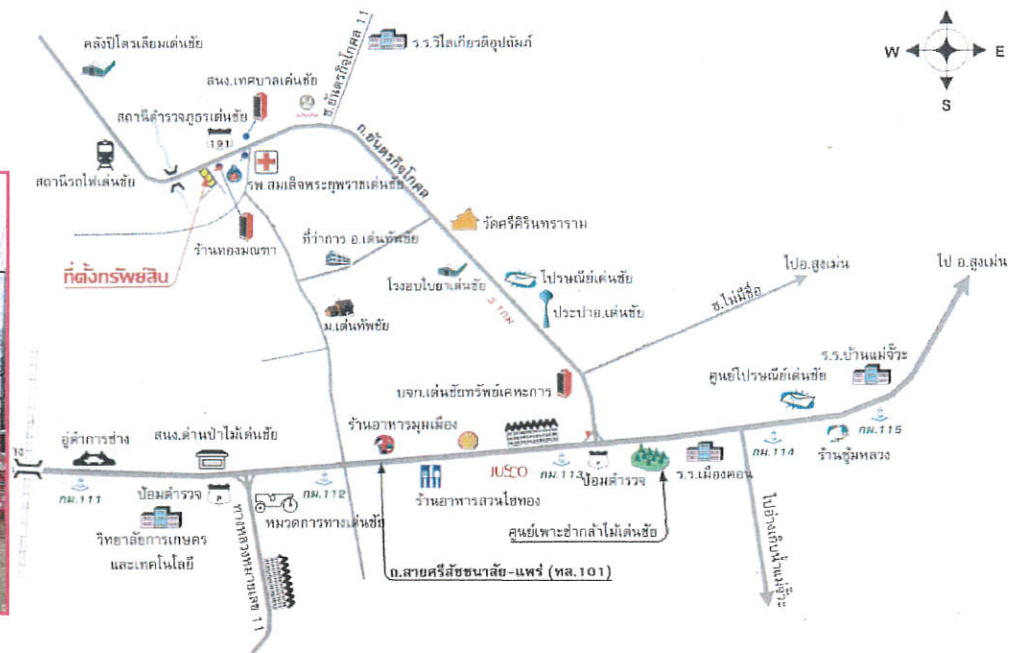 คลังปิโตรเลียมเด่นชัย
ร.ร.วิไลเกียรติอุปถัมภ์
ซ.ยันตรกิจโกศล 11
W
E
S
สนง.เทศบาลเด่นชัย
สถานีตำรวจภูธรเด่นชัย
191
ถ.ยันตรกิจโกศล
สถานีรถไฟเด่นชัย
รพ.สมเด็จพระยุพราชเด่นชัย
ร้านทองมณฑา
ที่ตั้งทรัพย์สิน
ที่ว่าการ อ.เด่นทัพชัย
วัดศรีคิรินทราราม
โรงอบใบยาเด่นชัย
ไปรษณีย์เด่นชัย
ประปาอ.เด่นชัย
ม.เด่นทัพชัย
ไปอ.สูงเม่น
ไป อ.สูงเม่น
ซ.ไม่มีชื่อ
ร.ร.บ้านแม่จั๊วะ
ศูนย์ไปรษณีย์เด่นชัย
บจก.เด่นชัยทรัพย์เคหะการ
ร้านอาหารมุมเมือง
สนง.ด่านป่าไม้เด่นชัย
อู่ดำการช่าง
กม.111
กม.112
กม.113
กม.114
กม.115
ร้านซุ้มหลวง
JUSCO
ร้านอาหารสวนไฮทอง
ป้อมตำรวจ
ร.ร.เมืองคอน
ป้อมตำรวจ
P
P
หมวดการทางเด่นชัย
วิทยาลัยการเกษตร
และเทคโนโลยี
ศูนย์เพาะชำกล้าไม้เด่นชัย
ถ.สายศรีสัชชนาลัย-แพร่ (ทล.101)
ทางหลวงหมายเลข 11
ไปอ่างเก็บน้ำแม่จั๊วะ